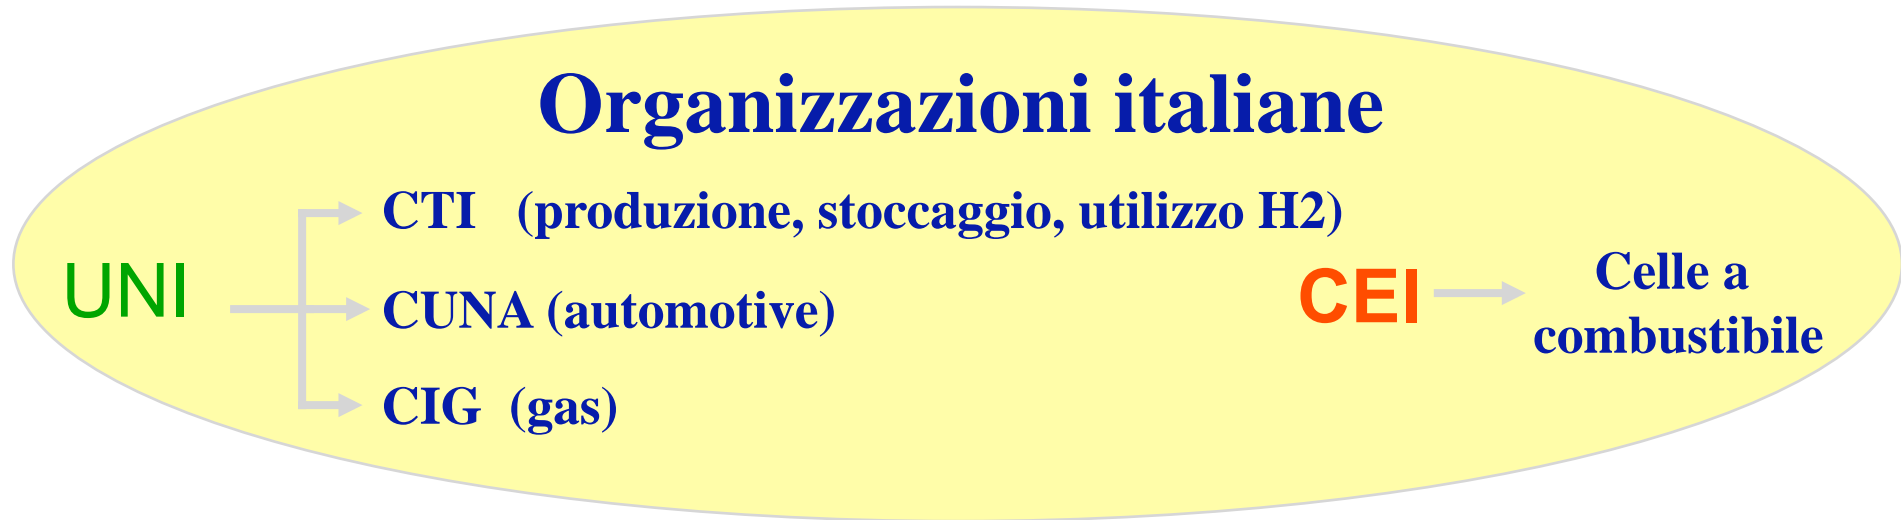 Organizzazioni italiane
CTI (produzione, stoccaggio, utilizzo H2)
UNI
CUNA (automotive)
CIG (gas)
CEI
Celle a
combustibile